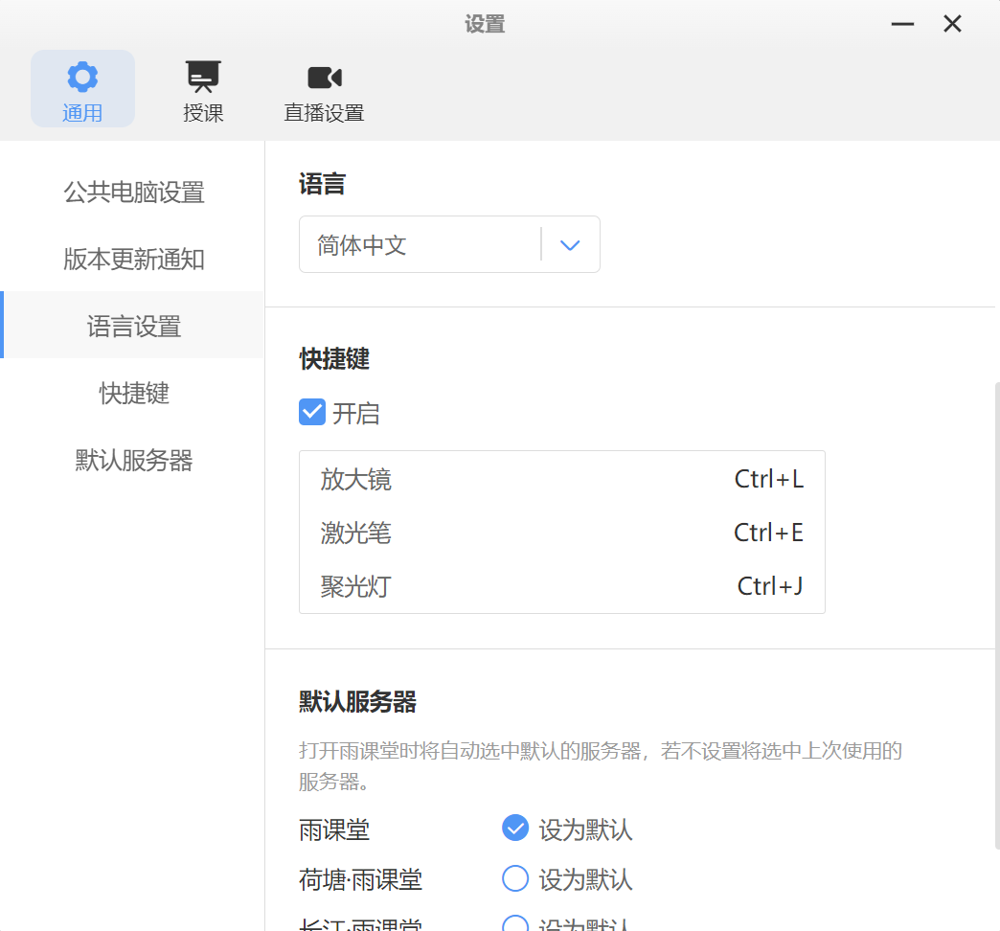 设置
通用
授课
直播设置
公共电脑设置
版本更新通知
语言设置
快捷键
默认服务器
语言
简体中文
快捷键
开启
放大镜 Ctrl+L
激光笔 Ctrl+E
聚光灯 Ctrl+J
默认服务器
打开雨课堂时将自动选中默认的服务器，若不设置将选中上次使用的
服务器。
雨课堂 设为默认
荷塘·雨课堂 设为默认
长江·雨课堂 设为默认